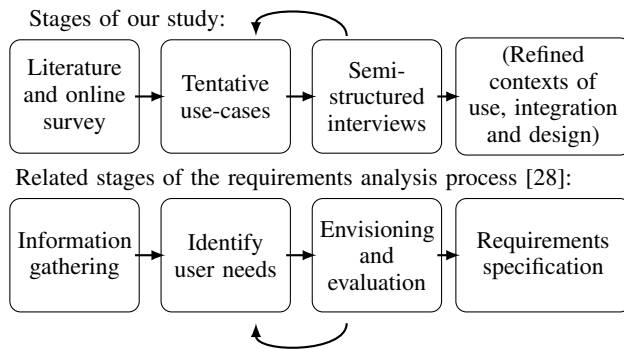 Stages of our study:
Literature
and online
survey
Tentative
use-cases
Semi-
structured
interviews
(Refined
contexts of
use, integration
and design)
Related stages of the requirements analysis process [28]:
Information
gathering
Identify
user needs
Envisioning
and
evaluation
Requirements
specification